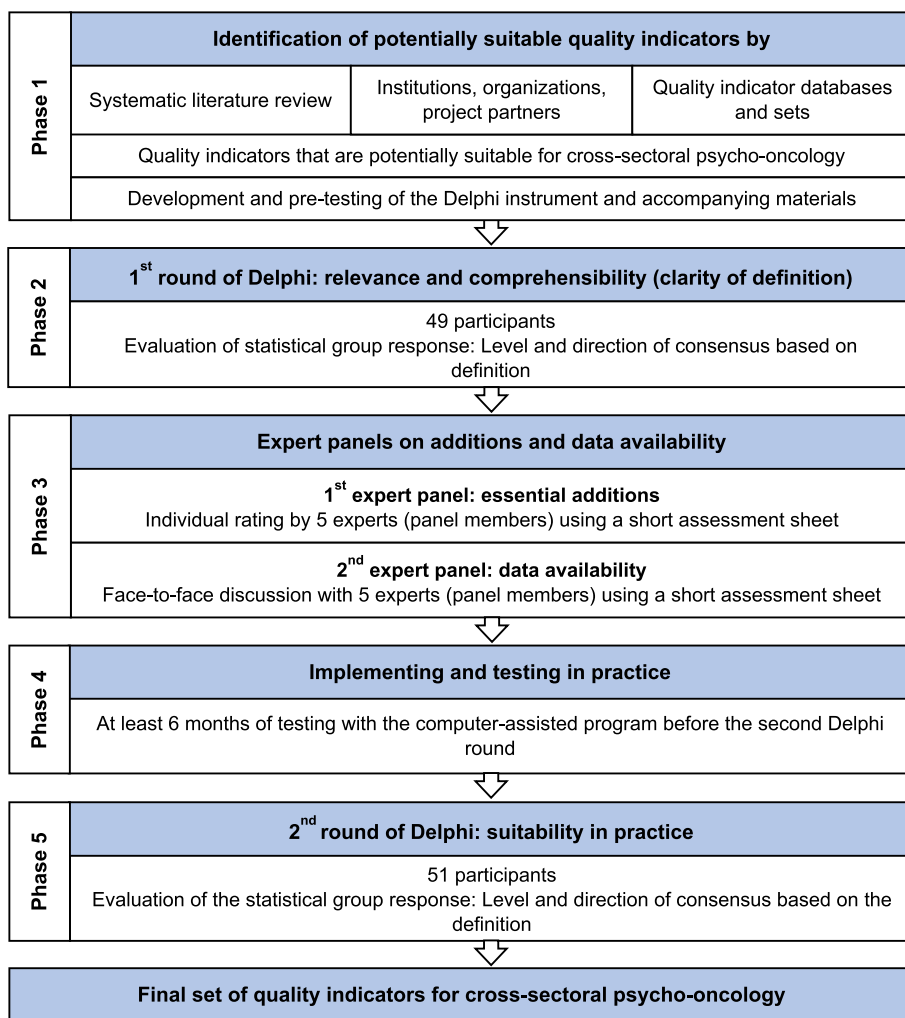 Phase 1
Identification of potentially suitable quality indicators by
Systematic literature review
Institutions, organizations,
project partners
Quality indicator databases
and sets
Quality indicators that are potentially suitable for cross-sectoral psycho-oncology
Development and pre-testing of the Delphi instrument and accompanying materials
Phase 2
1st round of Delphi: relevance and comprehensibility (clarity of definition)
49 participants
Evaluation of statistical group response: Level and direction of consensus based on
definition
Phase 3
Expert panels on additions and data availability
1st expert panel: essential additions
Individual rating by 5 experts (panel members) using a short assessment sheet
2nd expert panel: data availability
Face-to-face discussion with 5 experts (panel members) using a short assessment sheet
Phase 4
Implementing and testing in practice
At least 6 months of testing with the computer-assisted program before the second Delphi
round
Phase 5
2nd round of Delphi: suitability in practice
51 participants
Evaluation of the statistical group response: Level and direction of consensus based on the
definition
Final set of quality indicators for cross-sectoral psycho-oncology